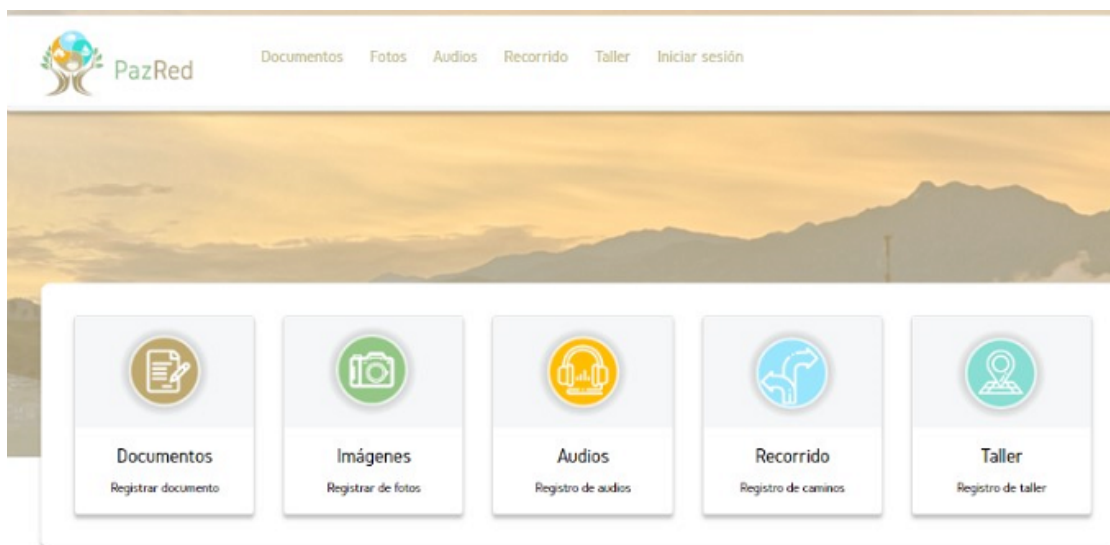 PazRed
Documentos Fotos Audios Recorrido Taller Iniciar sesión
Documentos
Registrar documento
Imágenes
Registrar de fotos
Audios
Registro de audios
Recorrido
Registro de caminos
Taller
Registro de taller